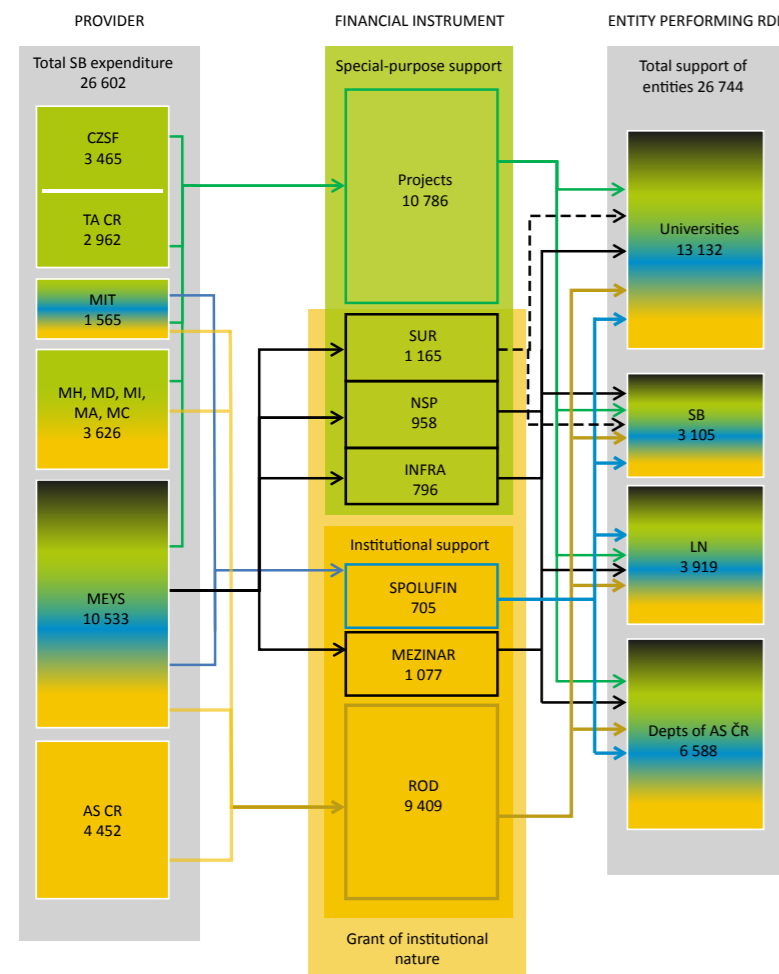 PROVIDER
Total SB expenditure
26 602
CZSF
3 465
TA CR
2 962
MIT
1 565
MH, MD, MI,
MA, MC
3 626
MEYS
10 533
AS CR
4 452
FINANCIAL INSTRUMENT
Special-purpose support
Projects
10 786
SUR
1 165
NSP
958
INFRA
796
Institutional support
SPOLUFIN
705
MEZINAR
1 077
ROD
9 409
Grant of institutional
nature
ENTITY PERFORMING RDI
Total support of
entities 26 744
Universities
13 132
SB
3 105
LN
3 919
Depts of AS ČR
6 588